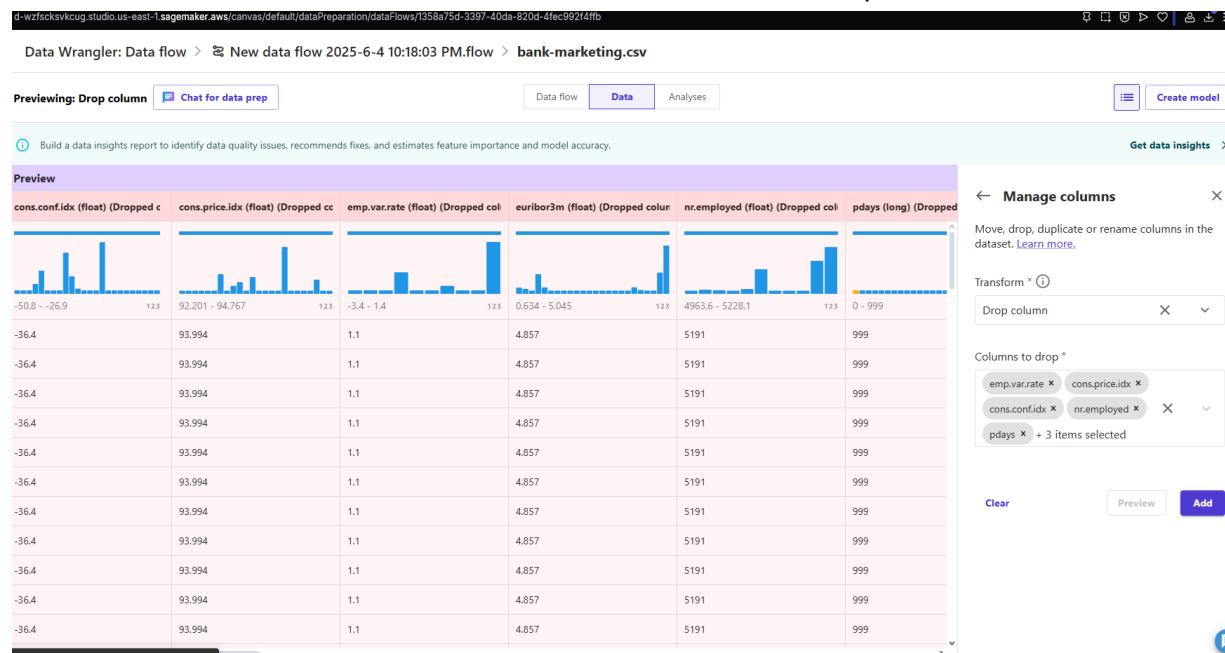 d-wzfscksvkcug.studio.us-east-1.sagemaker.aws/canvas/default/dataPreparation/dataFlows/1358a75d-3397-40da-820d-4fec992f4ffb
Data Wrangler: Data flow > New data flow 2025-6-4 10:18:03 PM.flow > bank-marketing.csv
Previewing: Drop column Chat for data prep Data flow Data Analyses Create model
Build a data insights report to identify data quality issues, recommends fixes, and estimates feature importance and model accuracy. Get data insights
Preview
cons.conf.idx (float) (Dropped c cons.price.idx (float) (Dropped cc emp.var.rate (float) (Dropped col euribor3m (float) (Dropped colun nr.employed (float) (Dropped col pdays (long) (Dropped
-50.8 - -26.9 123 92.201 - 94.767 123 -3.4 - 1.4 123 0.634 - 5.045 123 4963.6 - 5228.1 123 0 - 999
-36.4 93.994 1.1 4.857 5191 999
-36.4 93.994 1.1 4.857 5191 999
-36.4 93.994 1.1 4.857 5191 999
-36.4 93.994 1.1 4.857 5191 999
-36.4 93.994 1.1 4.857 5191 999
-36.4 93.994 1.1 4.857 5191 999
-36.4 93.994 1.1 4.857 5191 999
-36.4 93.994 1.1 4.857 5191 999
-36.4 93.994 1.1 4.857 5191 999
-36.4 93.994 1.1 4.857 5191 999
-36.4 93.994 1.1 4.857 5191 999
Manage columns
Move, drop, duplicate or rename columns in the
dataset. Learn more.
Transform *
Drop column
Columns to drop *
emp.var.rate × cons.price.idx ×
cons.conf.idx × nr.employed ×
pdays × + 3 items selected
Clear Preview Add